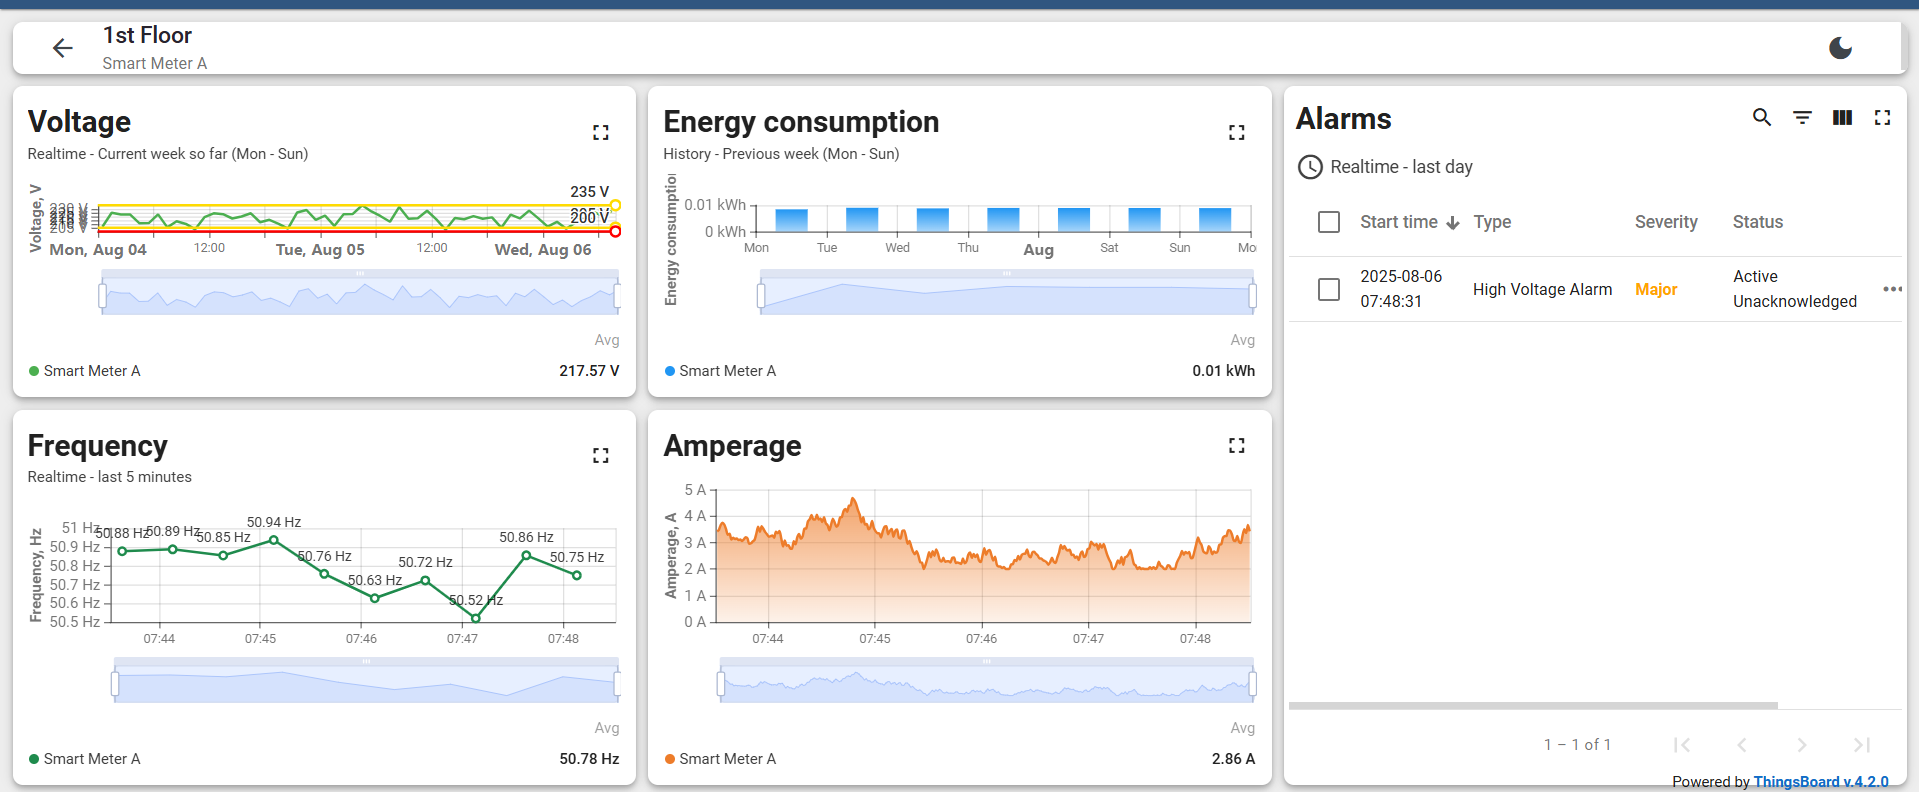 1st Floor
Smart Meter A
Voltage
Realtime - Current week so far (Mon - Sun)
Voltage, V
235 V
205 V
200 V
Mon, Aug 04 12:00 Tue, Aug 05 12:00 Wed, Aug 06
Avg
Smart Meter A 217.57 V
Energy consumption
History - Previous week (Mon - Sun)
Energy consumption
0.01 kWh
0 kWh
Mon Tue Wed Thu Aug Sat Sun Mo
Avg
Smart Meter A 0.01 kWh
Frequency
Realtime - last 5 minutes
Frequency, Hz
51 Hz
50.9 Hz
50.8 Hz
50.7 Hz
50.6 Hz
50.5 Hz
50.88 Hz 50.89 Hz 50.85 Hz 50.94 Hz 50.76 Hz 50.63 Hz 50.72 Hz 50.52 Hz 50.86 Hz 50.75 Hz
07:44 07:45 07:46 07:47 07:48
Avg
Smart Meter A 50.78 Hz
Amperage
Amperage, A
5 A
4 A
3 A
2 A
1 A
0 A
07:44 07:45 07:46 07:47 07:48
Avg
Smart Meter A 2.86 A
Alarms
Realtime - last day
Start time Type Severity Status
2025-08-06 07:48:31 High Voltage Alarm Major Active Unacknowledged
1 – 1 of 1
Powered by ThingsBoard v.4.2.0